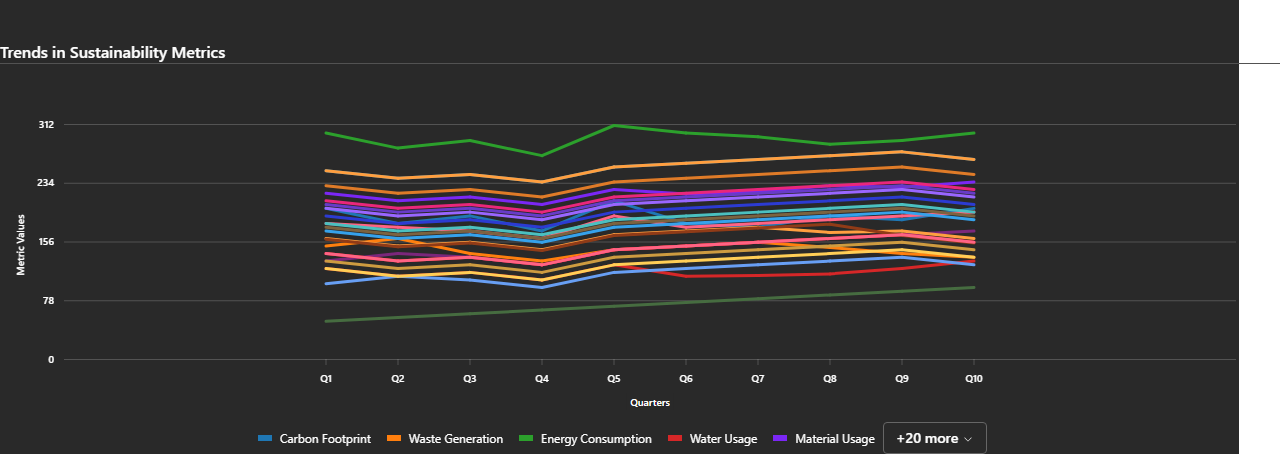 Trends in Sustainability Metrics
312
234
156
78
0
Metric Values
Q1 Q2 Q3 Q4 Q5 Q6 Q7 Q8 Q9 Q10
Quarters
Carbon Footprint Waste Generation Energy Consumption Water Usage Material Usage +20 more